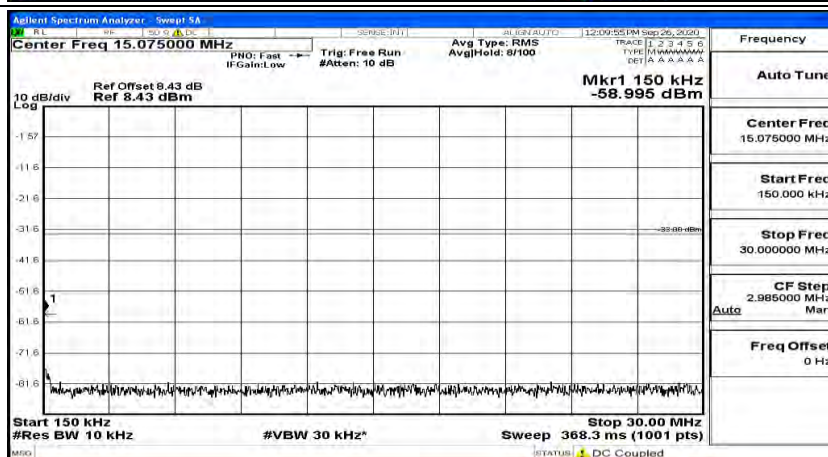 Agilent Spectrum Analyzer - Swept SA
RL RF 50 Ω DC SENSE:INT ALIGN AUTO 12:09:55 PM Sep 26, 2020
Center Freq 15.075000 MHz
PNO: Fast
IFGain:Low
Trig: Free Run
#Atten: 10 dB
Avg Type: RMS
Avg|Hold: 8/100
TRACE 1 2 3 4 5 6
TYPE M WWWWW
DET A A A A A A
Ref Offset 8.43 dB
10 dB/div Ref 8.43 dBm
Log
Mkr1 150 kHz
-58.995 dBm
-1.57
-11.6
-21.6
-31.6
-33.00 dBm
-41.6
-51.6
1
-61.6
-71.6
-81.6
Start 150 kHz
Stop 30.00 MHz
#Res BW 10 kHz
#VBW 30 kHz*
Sweep 368.3 ms (1001 pts)
MSG
STATUS DC Coupled
Frequency
Auto Tune
Center Freq
15.075000 MHz
Start Freq
150.000 kHz
Stop Freq
30.000000 MHz
CF Step
2.985000 MHz
Auto Man
Freq Offset
0 Hz